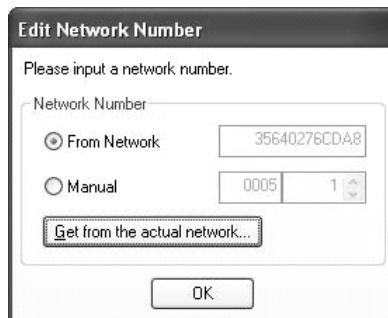 Edit Network Number
Please input a network number.
Network Number
From Network 35640276CDA8
Manual 0005 1
Get from the actual network...
OK